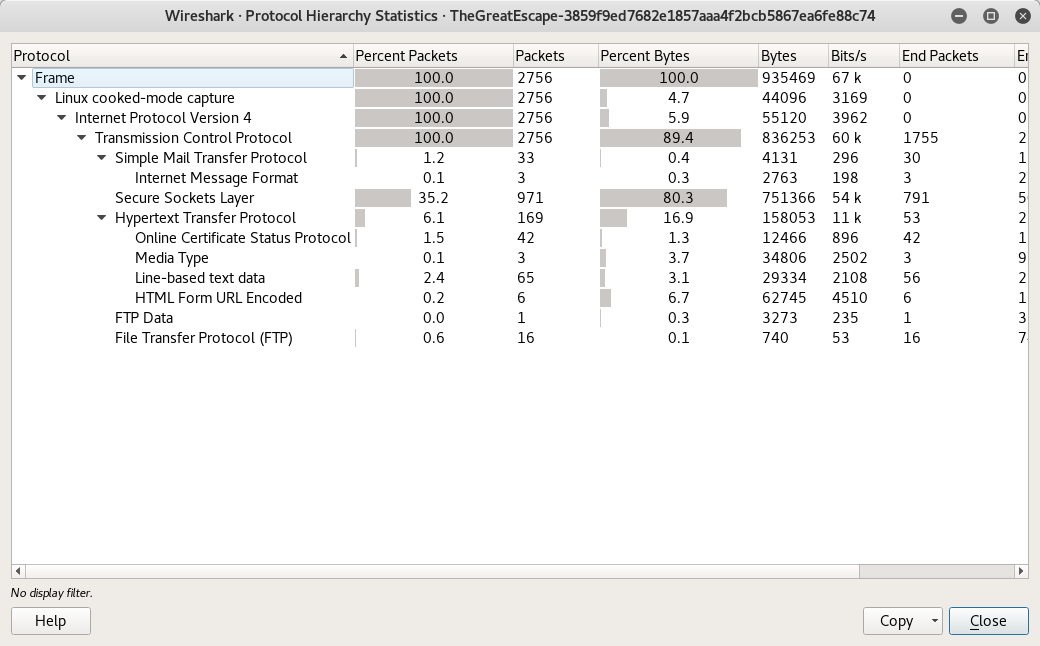 Wireshark · Protocol Hierarchy Statistics · TheGreatEscape-3859f9ed7682e1857aaa4f2bcb5867ea6fe88c74
Protocol Percent Packets Packets Percent Bytes Bytes Bits/s End Packets
Frame 100.0 2756 100.0 935469 67 k 0 0
Linux cooked-mode capture 100.0 2756 4.7 44096 3169 0 0
Internet Protocol Version 4 100.0 2756 5.9 55120 3962 0 0
Transmission Control Protocol 100.0 2756 89.4 836253 60 k 1755 2
Simple Mail Transfer Protocol 1.2 33 0.4 4131 296 30 1
Internet Message Format 0.1 3 0.3 2763 198 3 2
Secure Sockets Layer 35.2 971 80.3 751366 54 k 791 5
Hypertext Transfer Protocol 6.1 169 16.9 158053 11 k 53 2
Online Certificate Status Protocol 1.5 42 1.3 12466 896 42 1
Media Type 0.1 3 3.7 34806 2502 3 9
Line-based text data 2.4 65 3.1 29334 2108 56 2
HTML Form URL Encoded 0.2 6 6.7 62745 4510 6 1
FTP Data 0.0 1 0.3 3273 235 1 3
File Transfer Protocol (FTP) 0.6 16 0.1 740 53 16 7
No display filter.
Help Copy Close